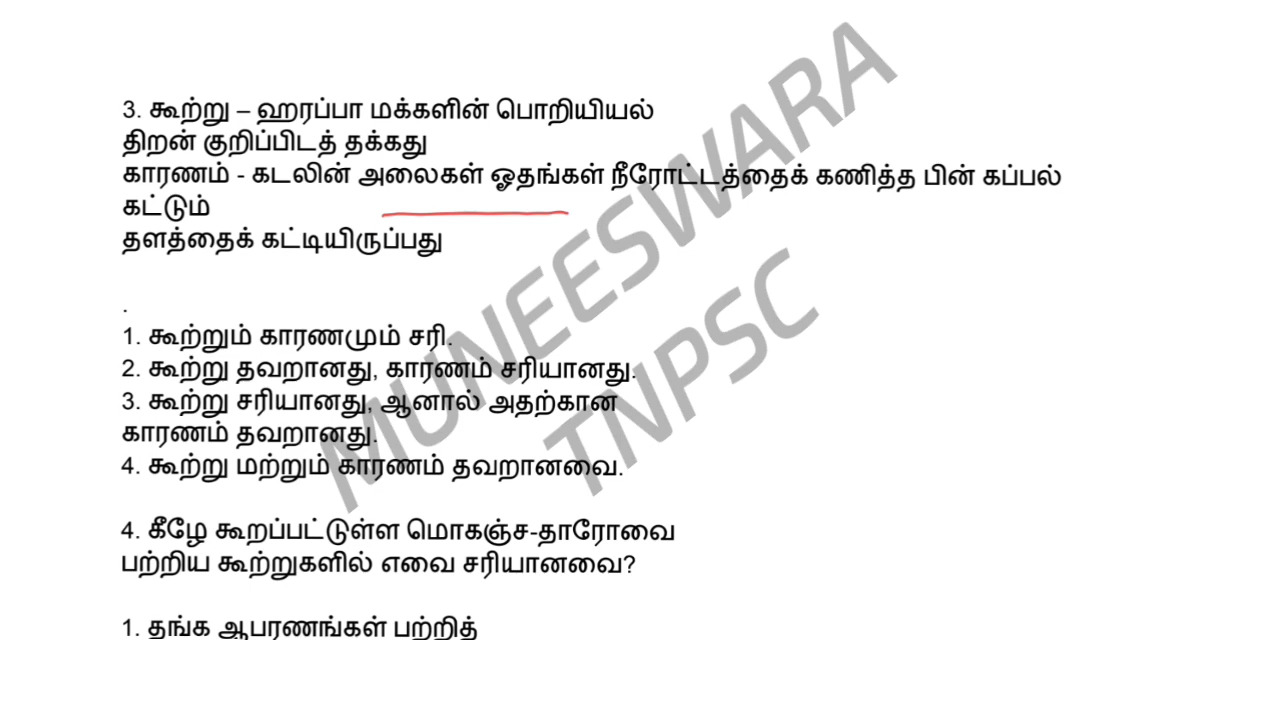 3. கூற்று – ஹரப்பா மக்களின் பொறியியல்
திறன் குறிப்பிடத் தக்கது
காரணம் - கடலின் அலைகள் ஓதங்கள் நீரோட்டத்தைக் கணித்த பின் கப்பல்
கட்டும்
தளத்தைக் கட்டியிருப்பது
.
1. கூற்றும் காரணமும் சரி.
2. கூற்று தவறானது, காரணம் சரியானது.
3. கூற்று சரியானது, ஆனால் அதற்கான
காரணம் தவறானது.
4. கூற்று மற்றும் காரணம் தவறானவை.
4. கீழே கூறப்பட்டுள்ள மொகஞ்ச-தாரோவை
பற்றிய கூற்றுகளில் எவை சரியானவை?
1. தங்க ஆபரணங்கள் பற்றித்
MUNEESWARA
TNPSC